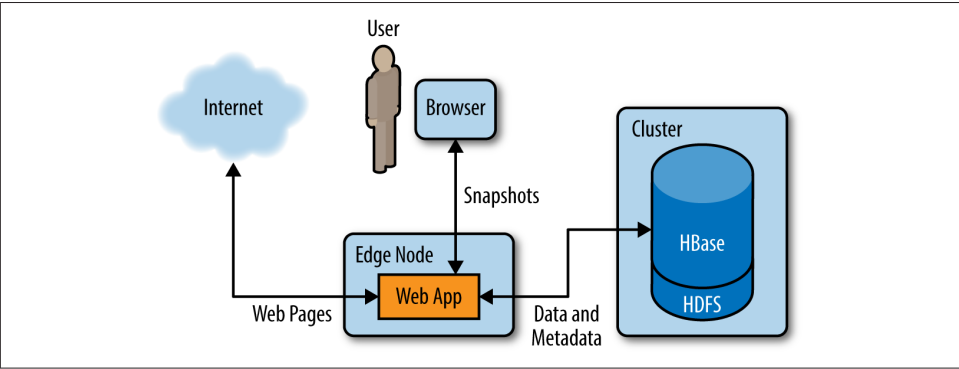 User
Internet
Browser
Cluster
Snapshots
HBase
Edge Node
Web App
HDFS
Web Pages
Data and
Metadata